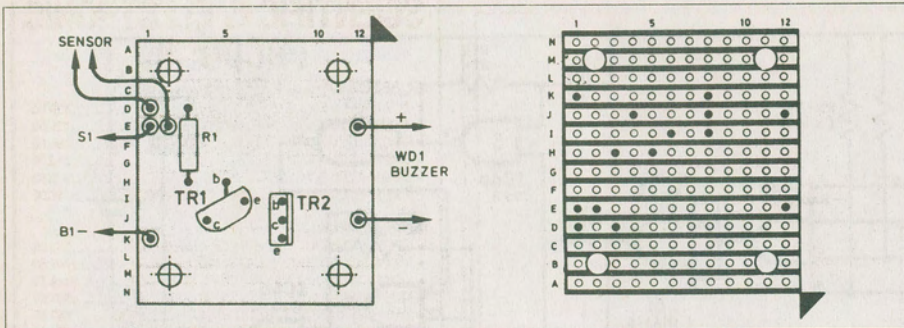 1 5 10 12
A
SENSOR
B
C
D
E
S1
F
R1
+
G
WD1
BUZZER
H
b
TR1
e
b
TR2
I
c
c
J
B1-
-
K
e
L
M
N
1 5 10 12
N
M
L
K
J
I
H
G
F
E
D
C
B
A